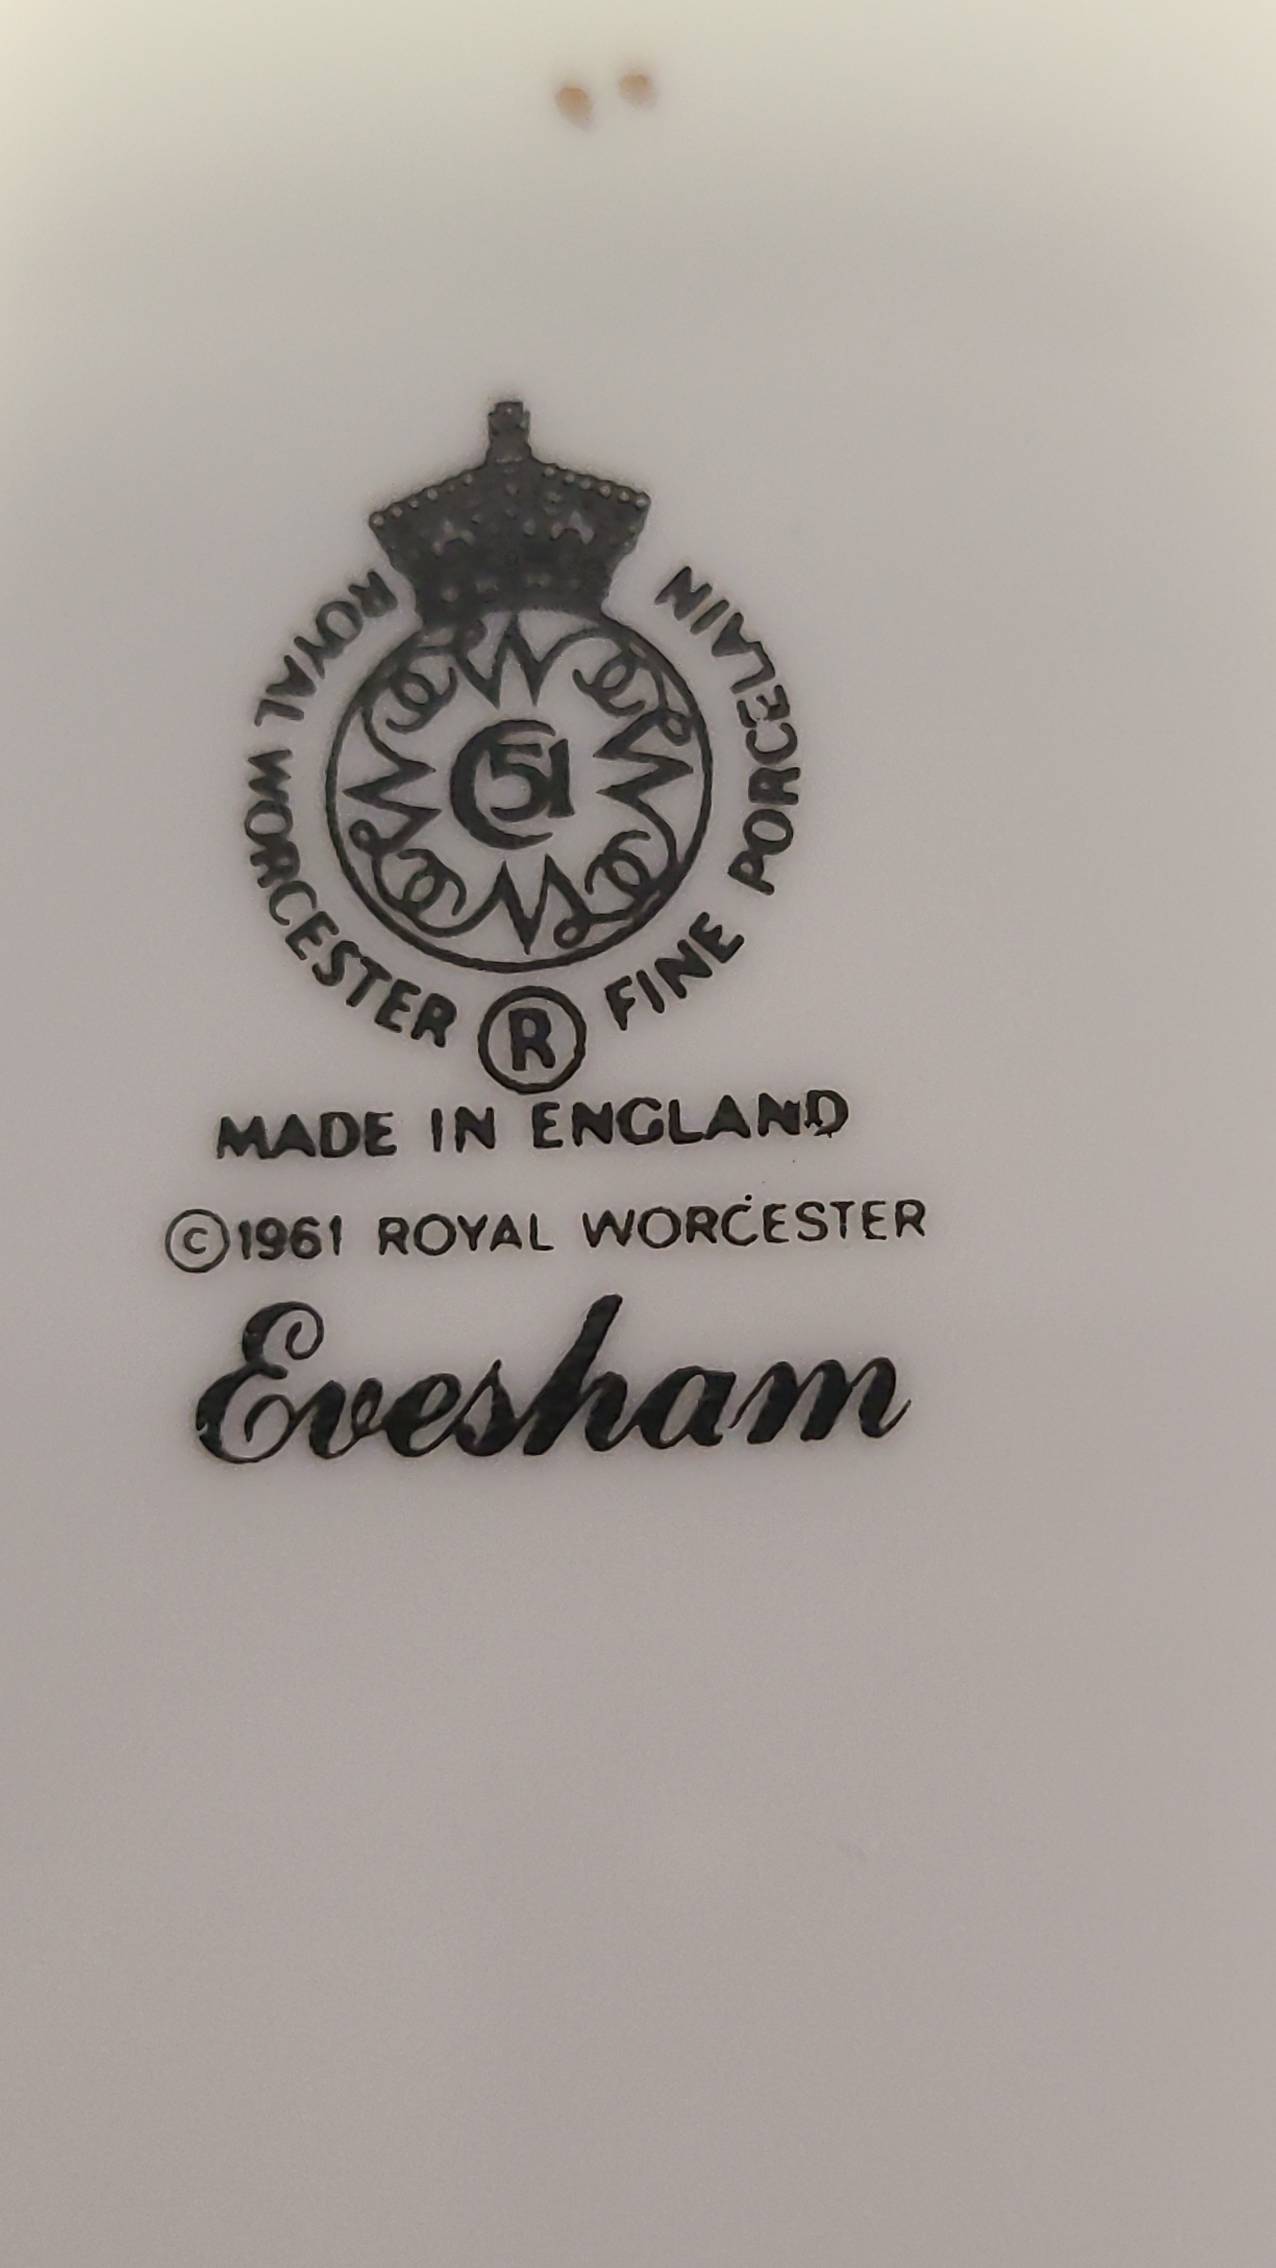 ROYAL WORCESTER ® FINE PORCELAIN
51
MADE IN ENGLAND
©1961 ROYAL WORCESTER
Evesham